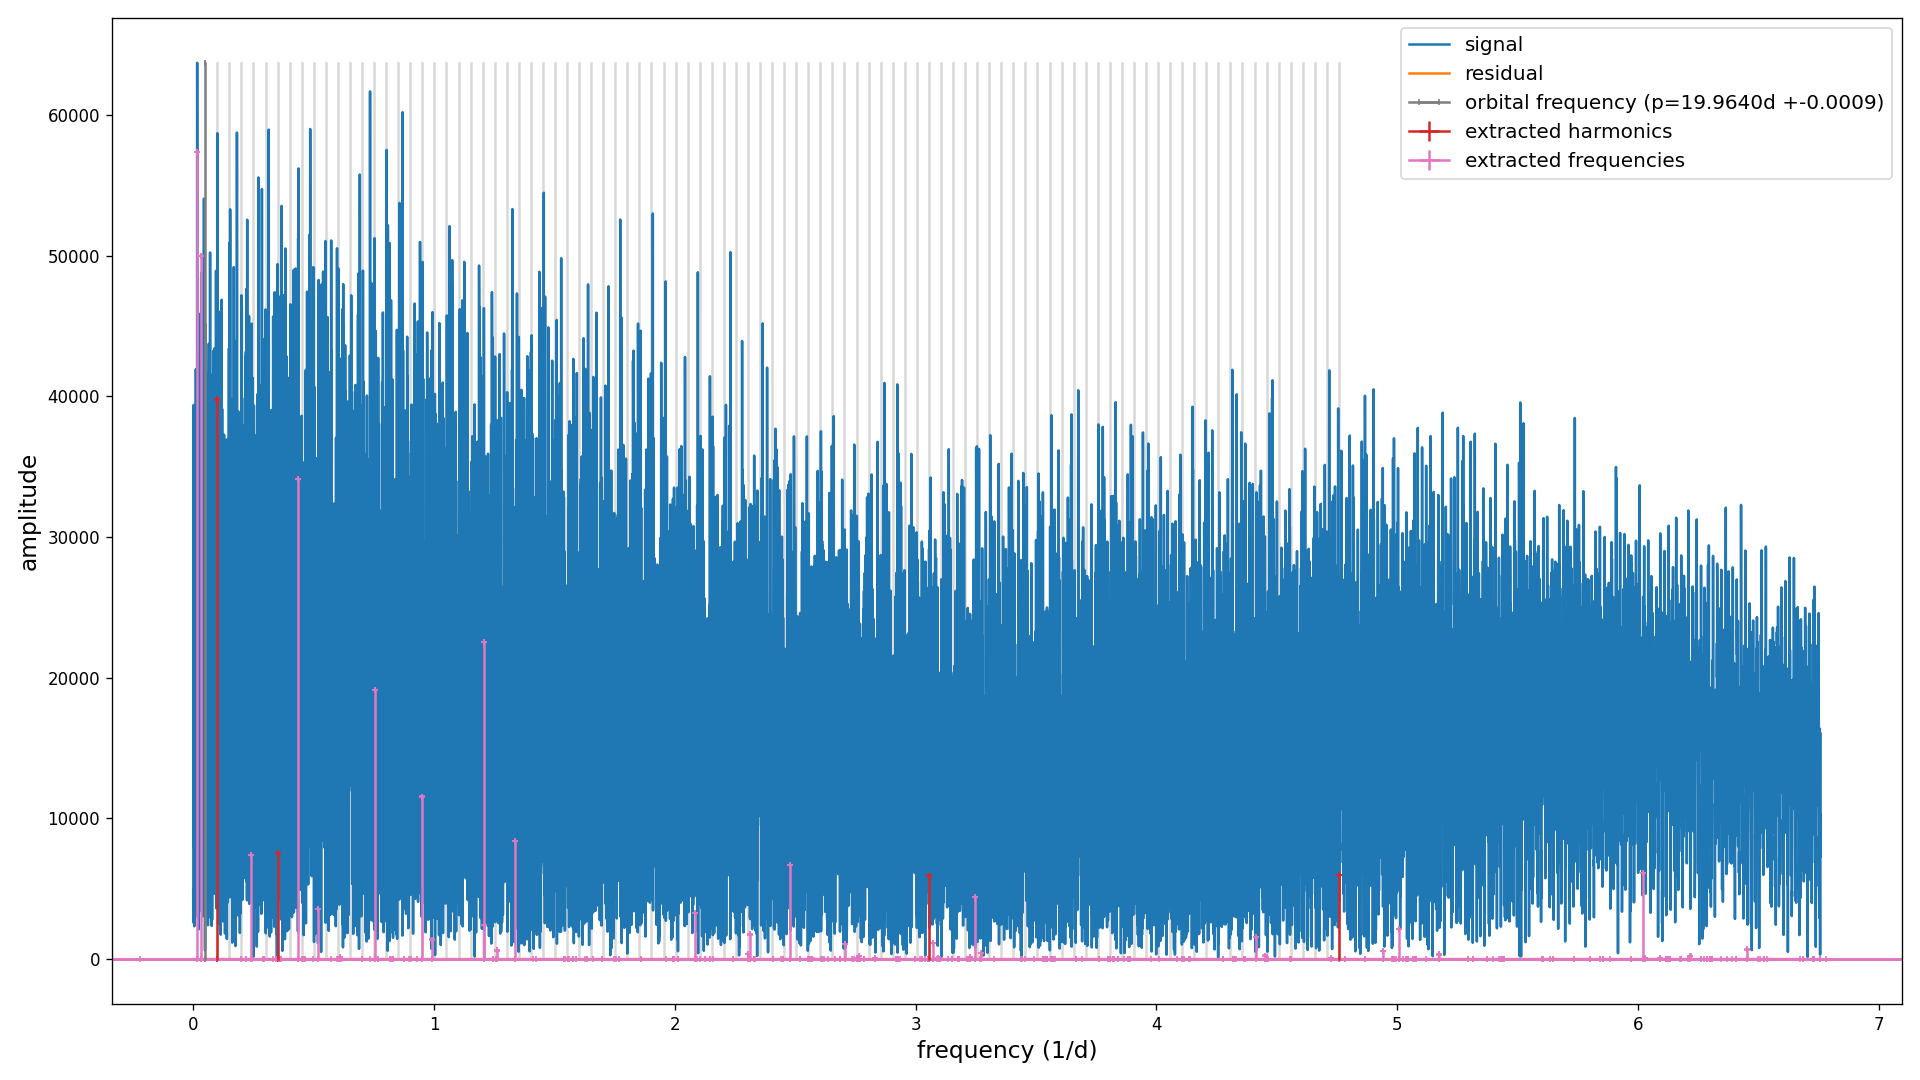 signal
residual
orbital frequency (p=19.9640d +-0.0009)
extracted harmonics
extracted frequencies
60000
50000
40000
30000
20000
10000
0
amplitude
0 1 2 3 4 5 6 7
frequency (1/d)